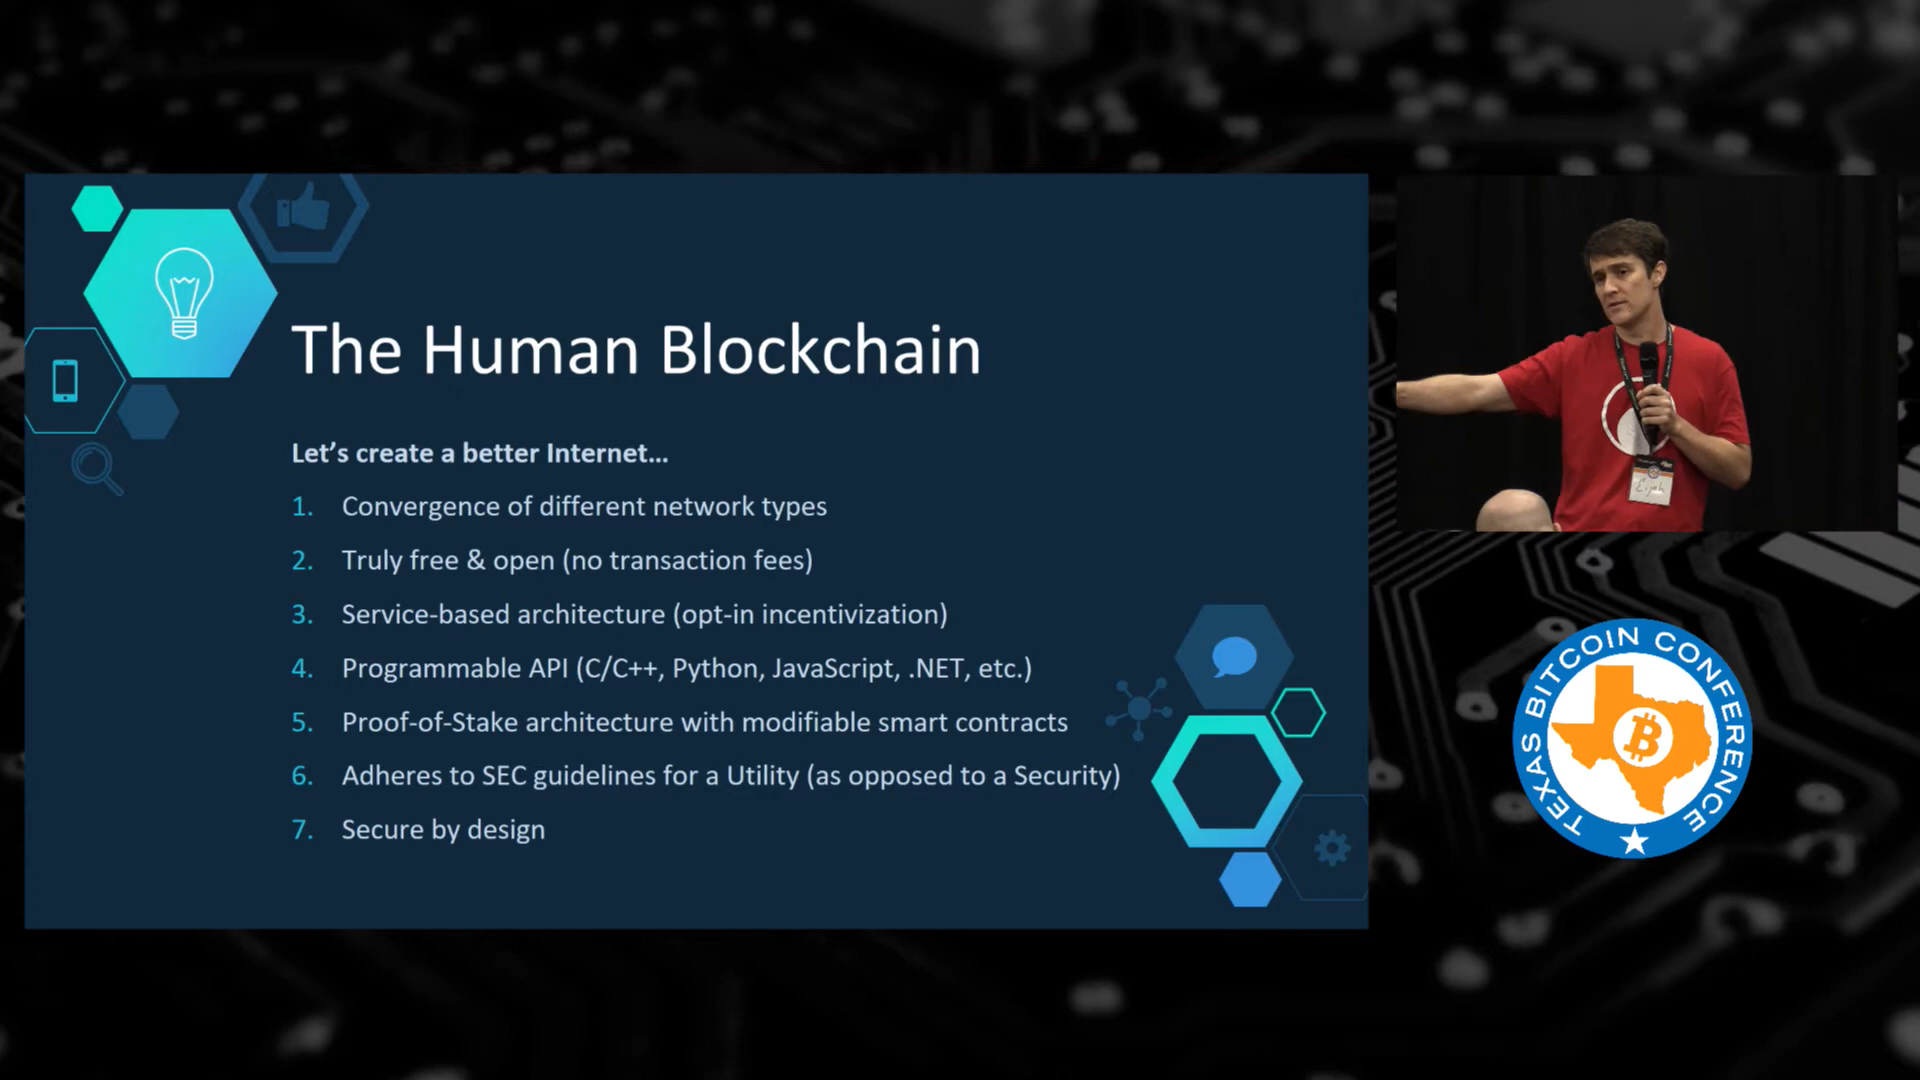 The Human Blockchain
Let’s create a better Internet...
1. Convergence of different network types
2. Truly free & open (no transaction fees)
3. Service-based architecture (opt-in incentivization)
4. Programmable API (C/C++, Python, JavaScript, .NET, etc.)
5. Proof-of-Stake architecture with modifiable smart contracts
6. Adheres to SEC guidelines for a Utility (as opposed to a Security)
7. Secure by design
TEXAS BITCOIN CONFERENCE